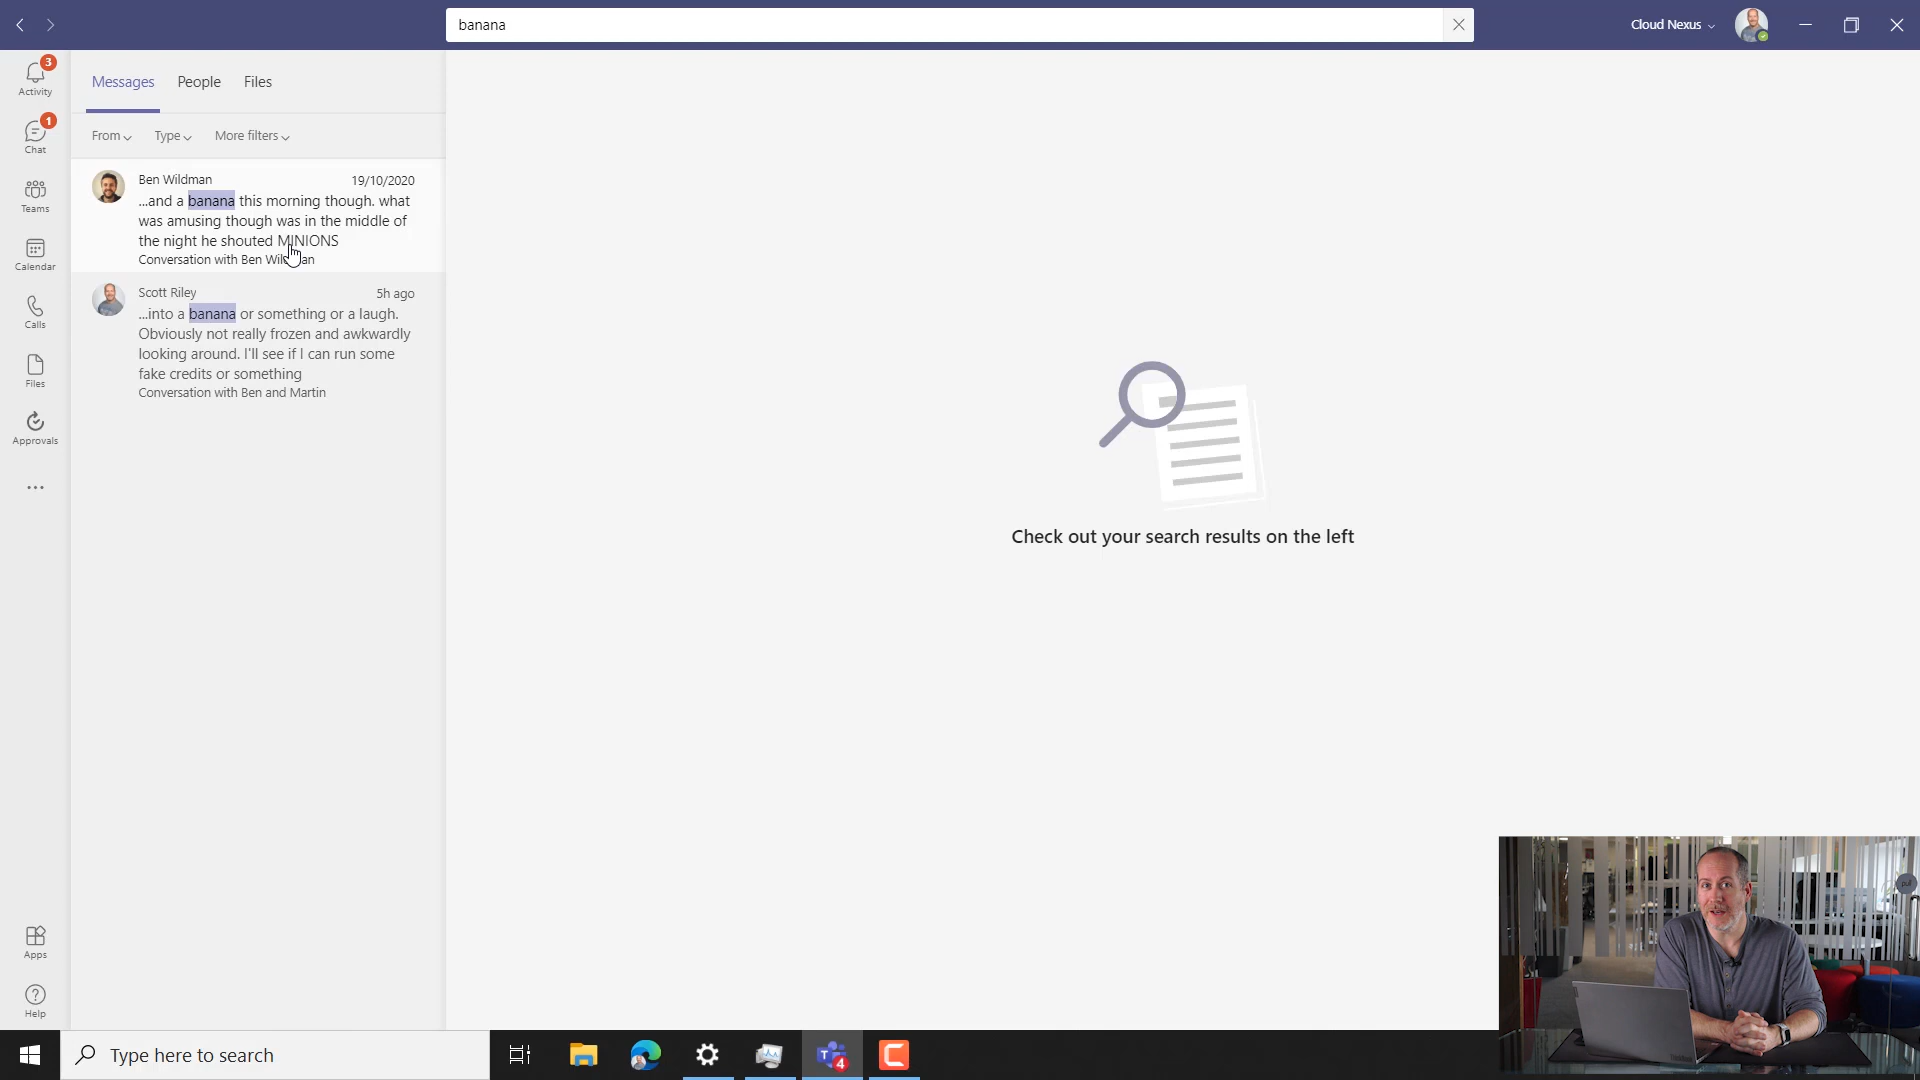 banana
Cloud Nexus
3
Activity
1
Chat
Teams
Calendar
Calls
Files
Approvals
Apps
Help
Messages
People
Files
From
Type
More filters
Ben Wildman
19/10/2020
...and a banana this morning though. what
was amusing though was in the middle of
the night he shouted MINIONS
Conversation with Ben Wildman
Scott Riley
5h ago
...into a banana or something or a laugh.
Obviously not really frozen and awkwardly
looking around. I'll see if I can run some
fake credits or something
Conversation with Ben and Martin
Check out your search results on the left
pull
Type here to search
T
4